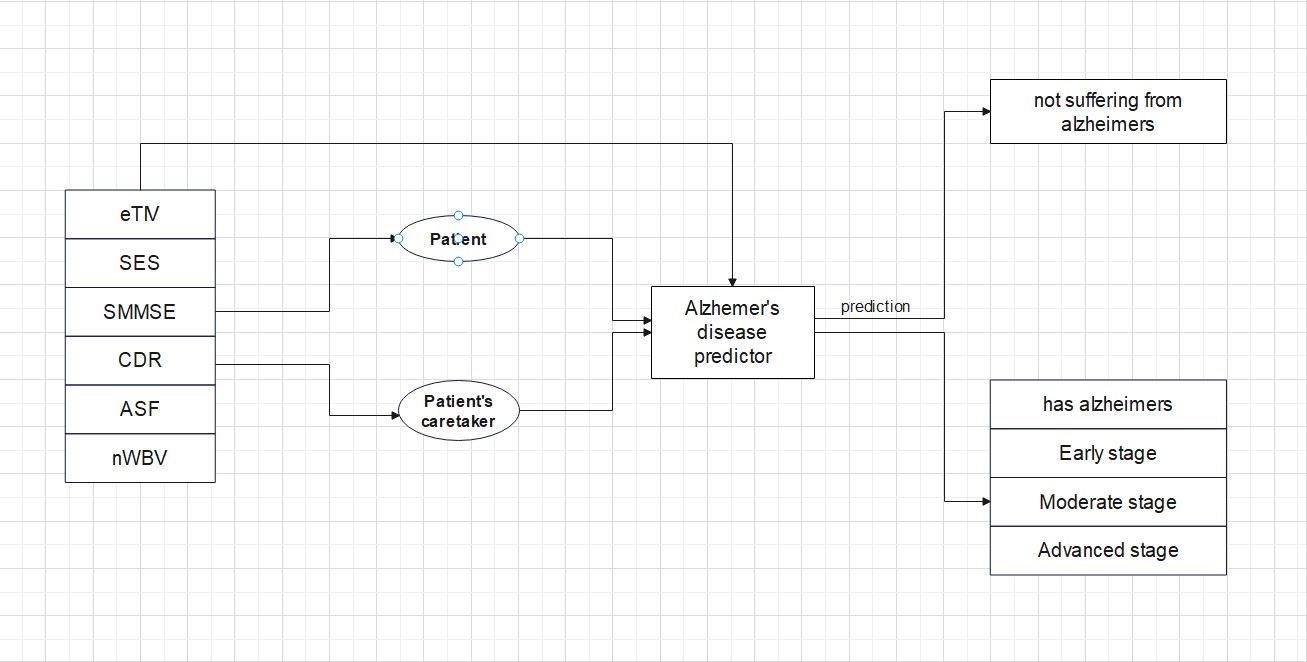 not suffering from
alzheimers
eTIV
SES
SMMSE
CDR
ASF
nWBV
Patient
Patient's
caretaker
Alzhemer's
disease
predictor
prediction
has alzheimers
Early stage
Moderate stage
Advanced stage